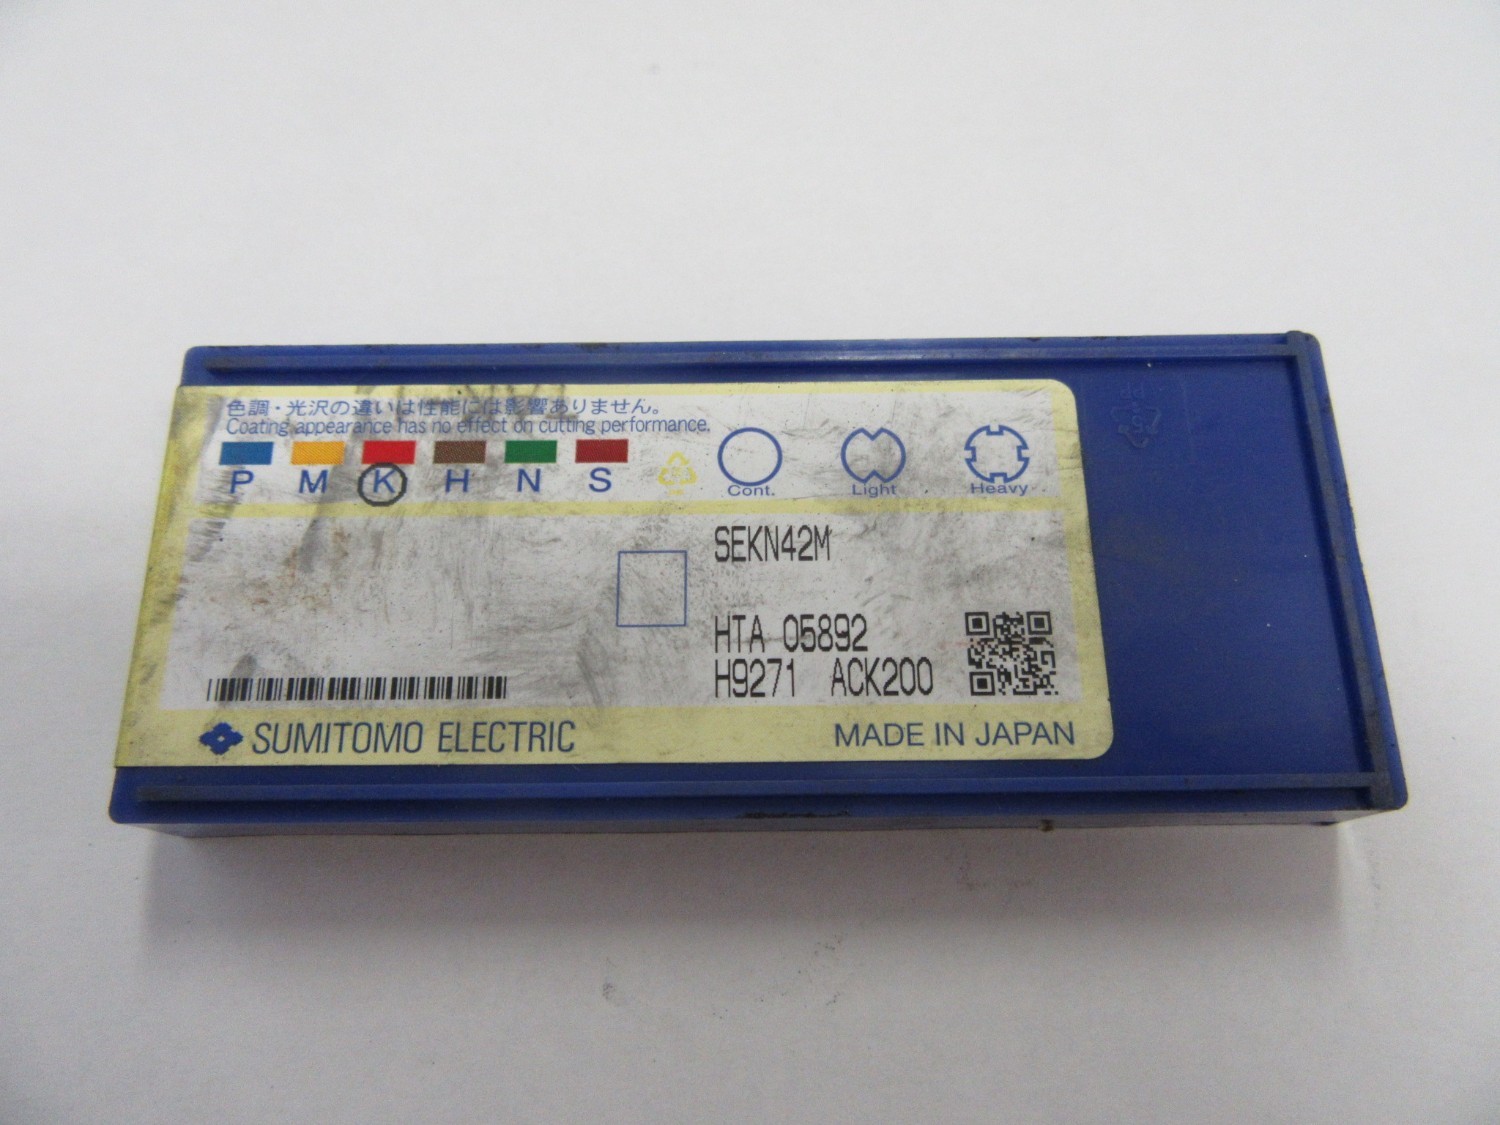 色調・光沢の違いは性能には影響ありません。
Coating appearance has no effect on cutting performance.
P M K H N S
Cont. Light Heavy
SEKN42M
HTA 05892
H9271 ACK200
SUMITOMO ELECTRIC
MADE IN JAPAN